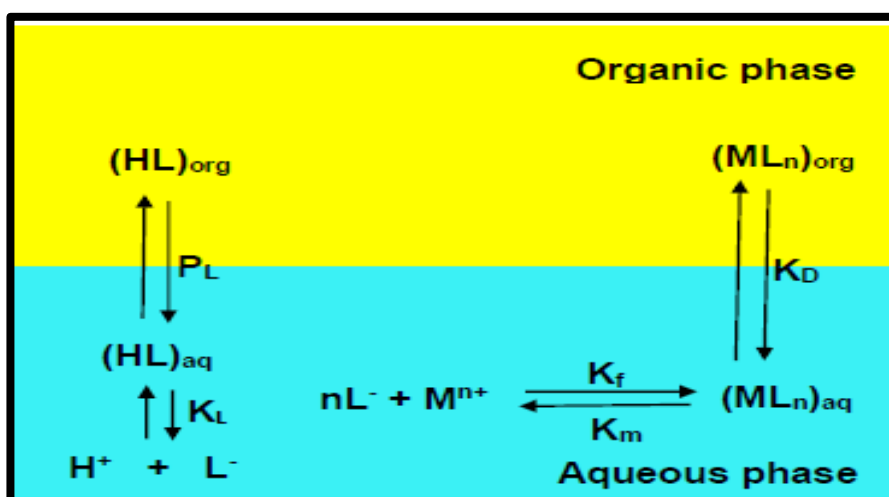 Organic phase
(HL)org (MLn)org
PL KD
(HL)aq
KL nL- + Mn+ Kf (MLn)aq
Km
H+ + L- Aqueous phase